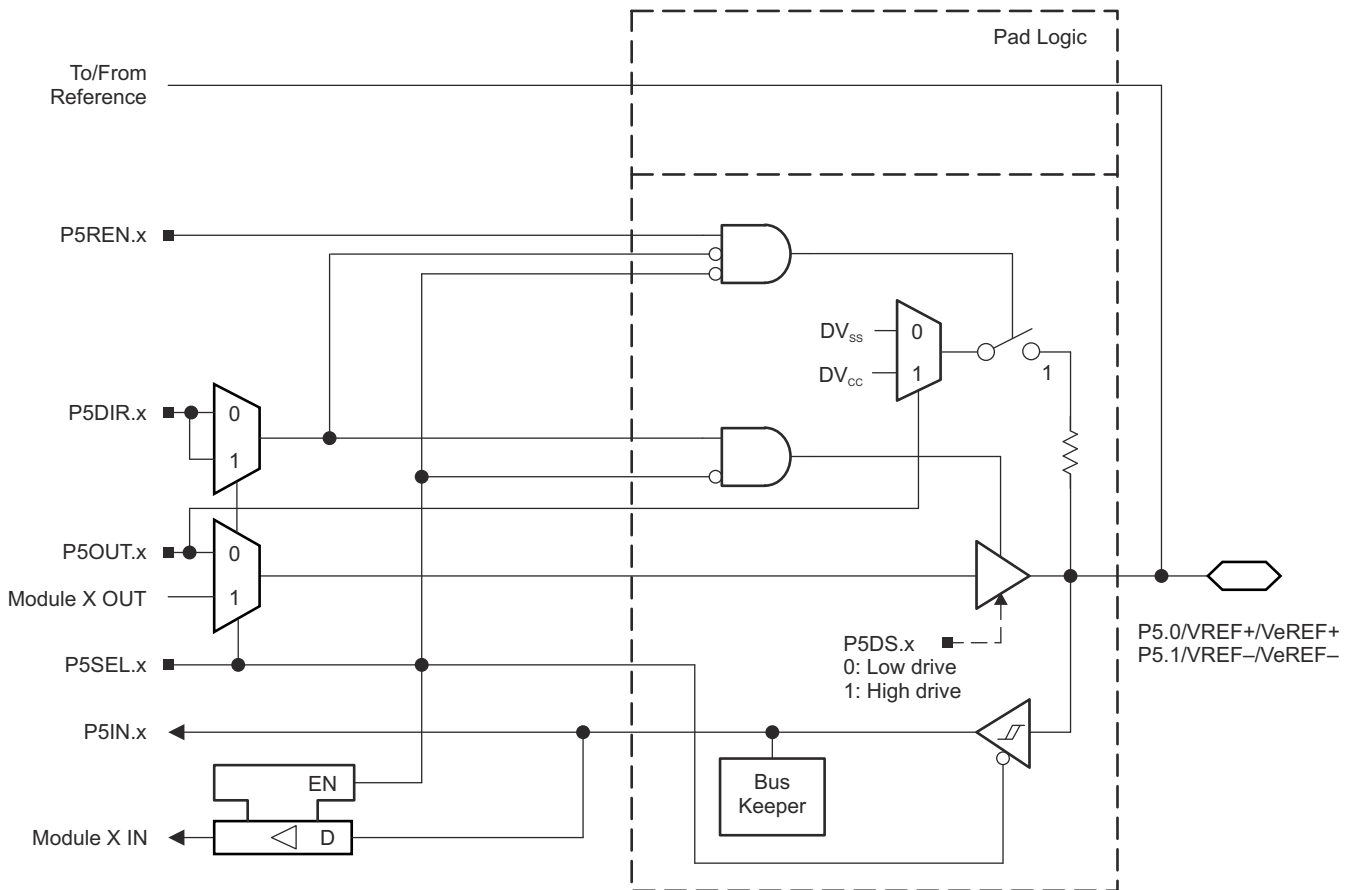 Pad Logic
To/From
Reference
P5REN.x
DVSS
0
DVCC
1
1
P5DIR.x
0
1
P5OUT.x
0
Module X OUT
1
P5SEL.x
P5DS.x
0: Low drive
1: High drive
P5.0/VREF+/VeREF+
P5.1/VREF–/VeREF–
P5IN.x
EN
Bus
Keeper
Module X IN
D